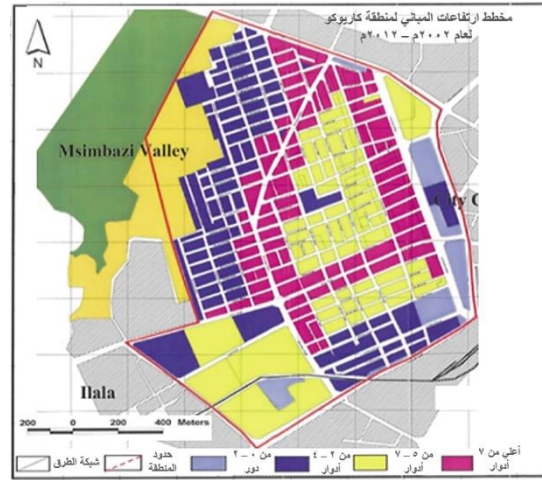 مخطط ارتفاعات المباني لمنطقة كاريوكو
لعام ٢٠٠٢م – ٢٠١٢م
N
Msimbazi Valley
City C
Ilala
200 0 200 400 Meters
شبكة الطرق
حدود المنطقة
من ٠ – ٢ دور
من ٢ – ٤ أدوار
من ٥ – ٧ أدوار
أعلي من ٧ أدوار